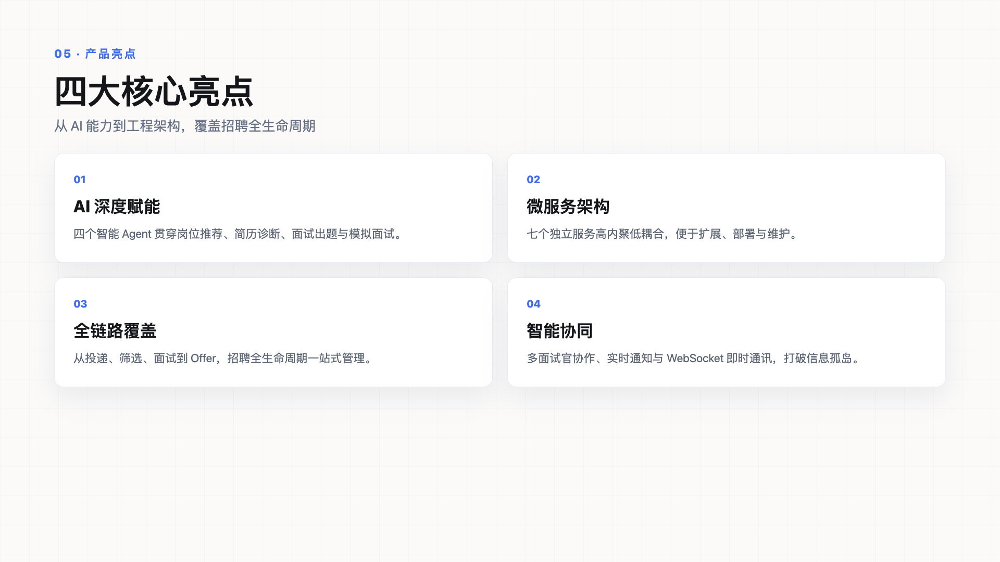 05 · 产品亮点
四大核心亮点
从 AI 能力到工程架构，覆盖招聘全生命周期
01
AI 深度赋能
四个智能 Agent 贯穿岗位推荐、简历诊断、面试出题与模拟面试。
02
微服务架构
七个独立服务高内聚低耦合，便于扩展、部署与维护。
03
全链路覆盖
从投递、筛选、面试到 Offer，招聘全生命周期一站式管理。
04
智能协同
多面试官协作、实时通知与 WebSocket 即时通讯，打破信息孤岛。